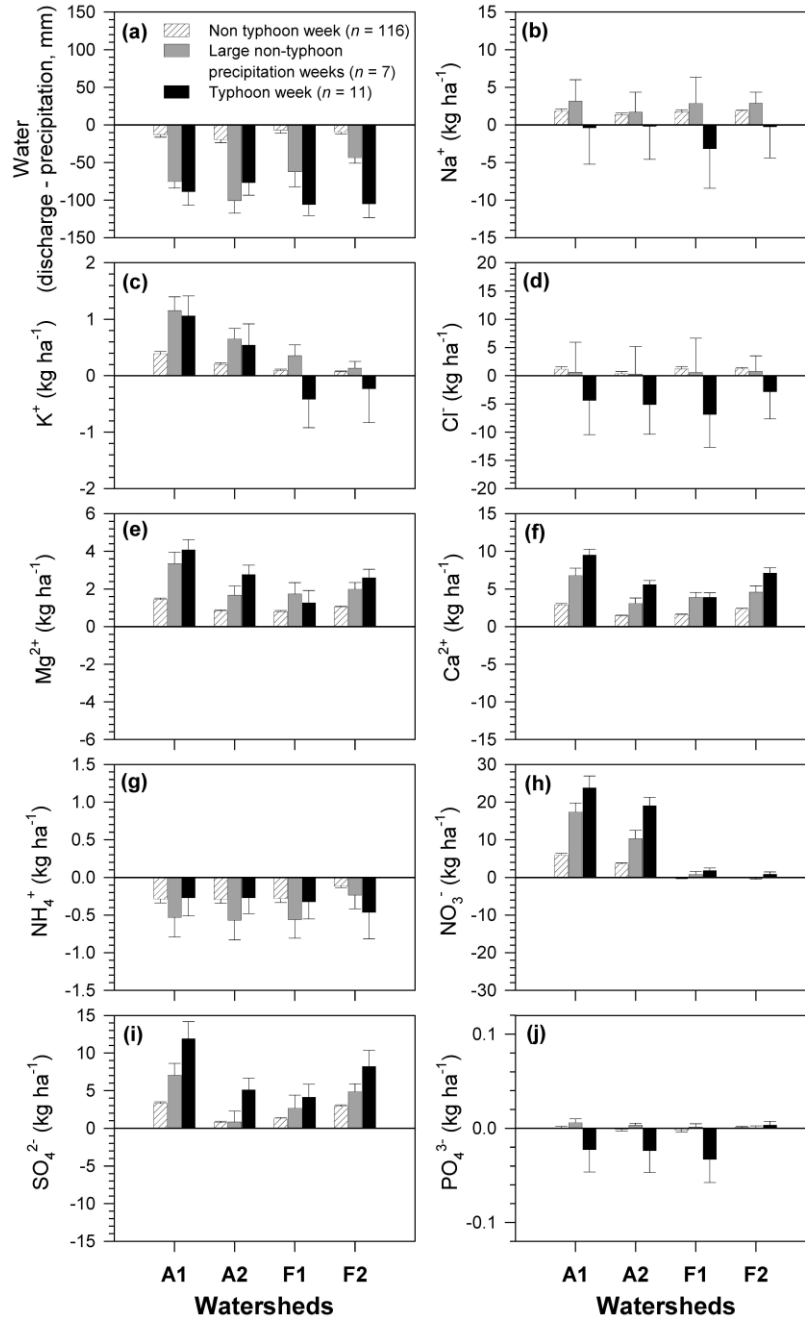 (a)
Non typhoon week (n = 116)
Large non-typhoon
precipitation weeks (n = 7)
Typhoon week (n = 11)
150
100
50
0
-50
-100
-150
Water
(discharge - precipitation, mm)
(b)
15
10
5
0
-5
-10
-15
Na⁺ (kg ha⁻¹)
(c)
2
1
0
-1
-2
K⁺ (kg ha⁻¹)
(d)
20
15
10
5
0
-5
-10
-15
-20
Cl⁻ (kg ha⁻¹)
(e)
6
4
2
0
-2
-4
-6
Mg²⁺ (kg ha⁻¹)
(f)
15
10
5
0
-5
-10
-15
Ca²⁺ (kg ha⁻¹)
(g)
1.5
1.0
0.5
0.0
-0.5
-1.0
-1.5
NH₄⁺ (kg ha⁻¹)
(h)
30
20
10
0
-10
-20
-30
NO₃⁻ (kg ha⁻¹)
(i)
15
10
5
0
-5
-10
-15
SO₄²⁻ (kg ha⁻¹)
A1 A2 F1 F2
Watersheds
(j)
0.1
0.0
-0.1
PO₄³⁻ (kg ha⁻¹)
A1 A2 F1 F2
Watersheds